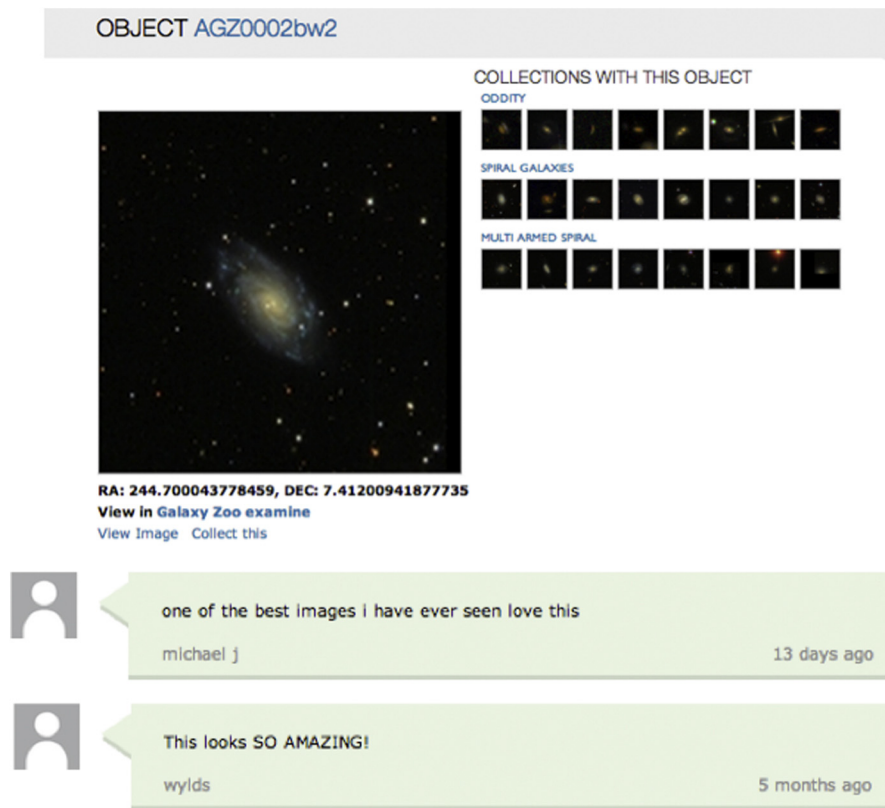 OBJECT AGZ0002bw2
COLLECTIONS WITH THIS OBJECT
ODDITY
SPIRAL GALAXIES
MULTI ARMED SPIRAL
RA: 244.700043778459, DEC: 7.41200941877735
View in Galaxy Zoo examine
View Image Collect this
one of the best images i have ever seen love this
michael j 13 days ago
This looks SO AMAZING!
wylds 5 months ago